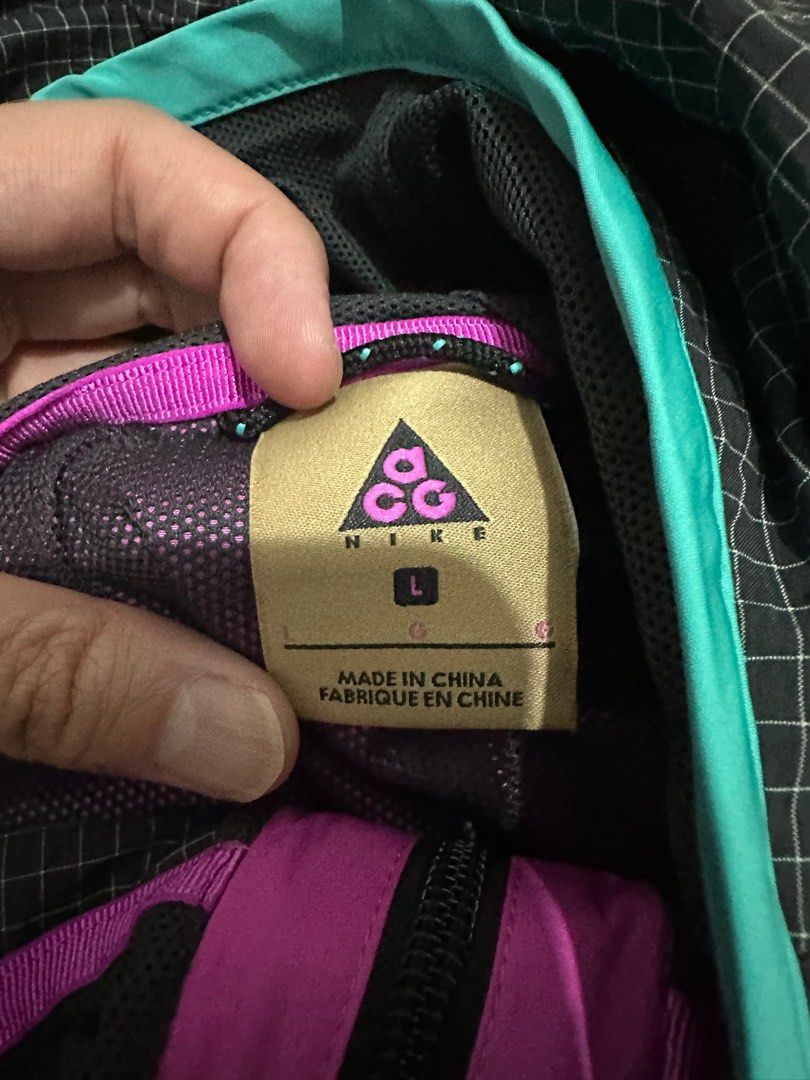 acG
NIKE
L
L G G
MADE IN CHINA
FABRIQUE EN CHINE